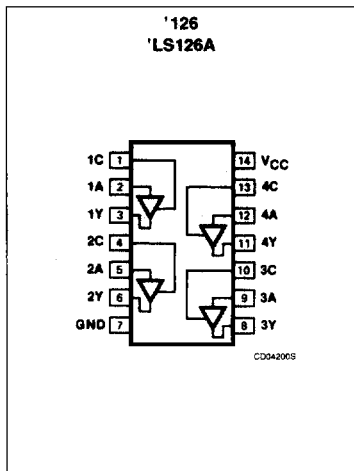 '126
'LS126A
1C 1 14 VCC
1A 2 13 4C
1Y 3 12 4A
2C 4 11 4Y
2A 5 10 3C
2Y 6 9 3A
GND 7 8 3Y
CD04200S